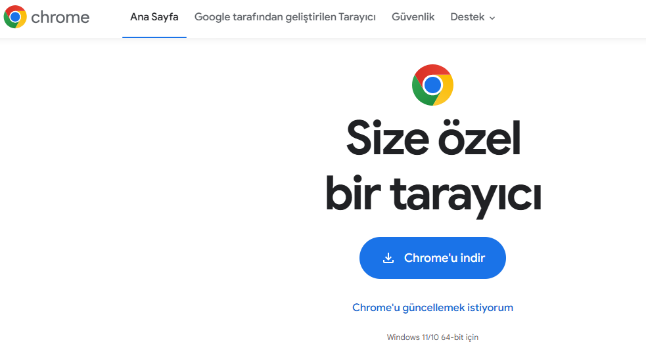 chrome
Ana Sayfa Google tarafından geliştirilen Tarayıcı Güvenlik Destek
Size özel
bir tarayıcı
Chrome'u indir
Chrome'u güncellemek istiyorum
Windows 11/10 64-bit için